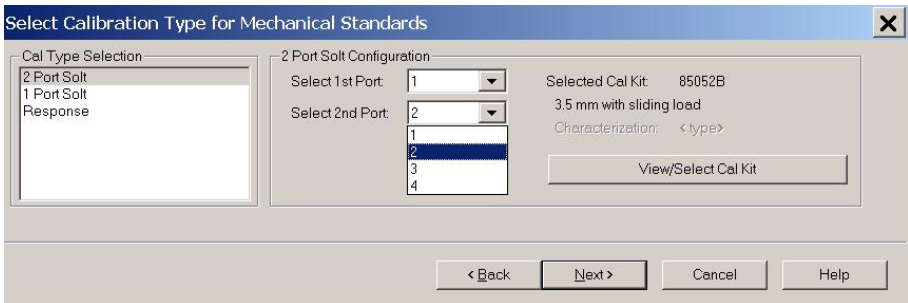 Select Calibration Type for Mechanical Standards
Cal Type Selection
2 Port Solt
1 Port Solt
Response
2 Port Solt Configuration
Select 1st Port: 1
Select 2nd Port: 2
1
2
3
4
Selected Cal Kit: 85052B
3.5 mm with sliding load
Characterization: <type>
View/Select Cal Kit
< Back
Next >
Cancel
Help